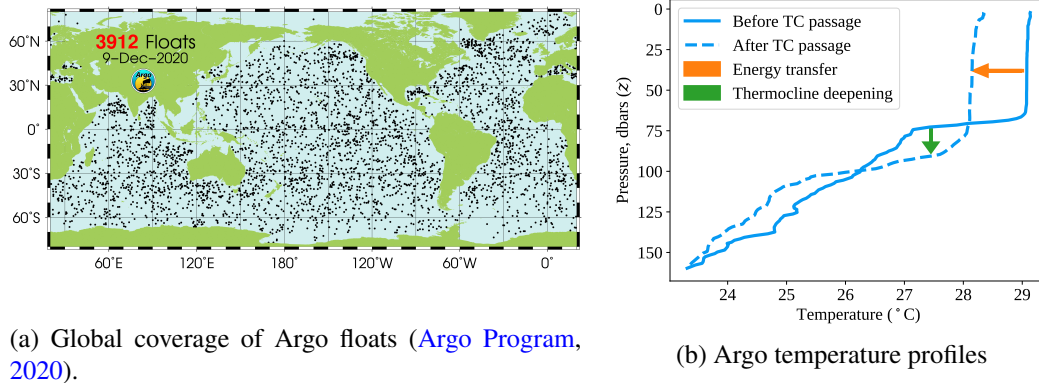 3912 Floats
9-Dec-2020
Argo
60°N
30°N
0°
30°S
60°S
60°E 120°E 180° 120°W 60°W 0°
(a) Global coverage of Argo floats (Argo Program,
2020).
Before TC passage
After TC passage
Energy transfer
Thermocline deepening
Pressure, dbars (z)
0
25
50
75
100
125
150
24 25 26 27 28 29
Temperature (°C)
(b) Argo temperature profiles